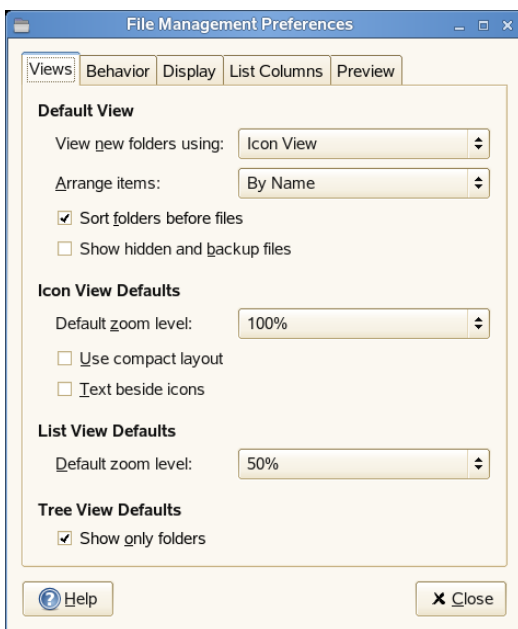 File Management Preferences
Views Behavior Display List Columns Preview
Default View
View new folders using: Icon View
Arrange items: By Name
Sort folders before files
Show hidden and backup files
Icon View Defaults
Default zoom level: 100%
Use compact layout
Text beside icons
List View Defaults
Default zoom level: 50%
Tree View Defaults
Show only folders
Help Close